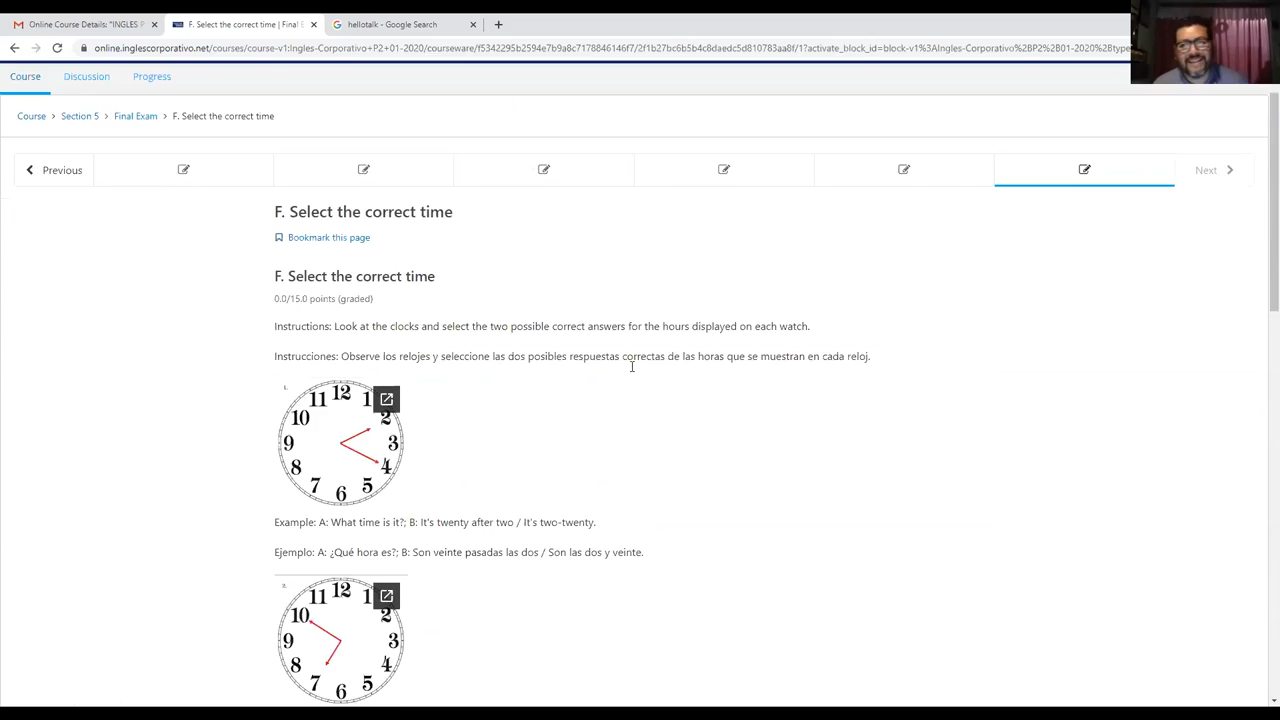 Online Course Details: "INGLES P
F. Select the correct time | Final E
hellotalk - Google Search
online.inglescorporativo.net/courses/course-v1:Ingles-Corporativo+P2+01-2020/courseware/f5342295b2594e7b9a8c7178846146f7/2f1b27bc6b5b4c8daedc5d810783aa8f/1?activate_block_id=block-v1%3AIngles-Corporativo%2BP2%2B01-2020%2Btype
Course
Discussion
Progress
Course > Section 5 > Final Exam > F. Select the correct time
Previous
Next
F. Select the correct time
Bookmark this page
F. Select the correct time
0.0/15.0 points (graded)
Instructions: Look at the clocks and select the two possible correct answers for the hours displayed on each watch.
Instrucciones: Observe los relojes y seleccione las dos posibles respuestas correctas de las horas que se muestran en cada reloj.
1.
12 1 2 3 4 5 6 7 8 9 10 11
Example: A: What time is it?; B: It's twenty after two / It's two-twenty.
Ejemplo: A: ¿Qué hora es?; B: Son veinte pasadas las dos / Son las dos y veinte.
2.
12 1 2 3 4 5 6 7 8 9 10 11